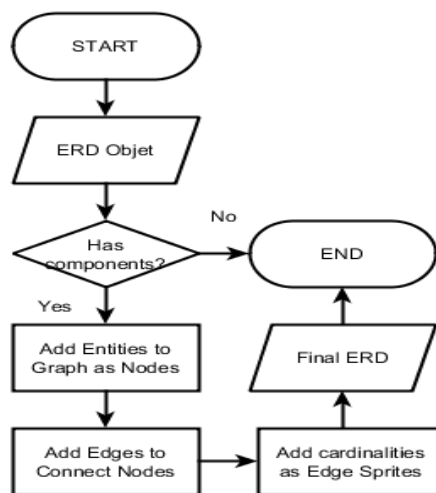 START
ERD Objet
Has
components?
No
END
Yes
Add Entities to
Graph as Nodes
Final ERD
Add Edges to
Connect Nodes
Add cardinalities
as Edge Sprites